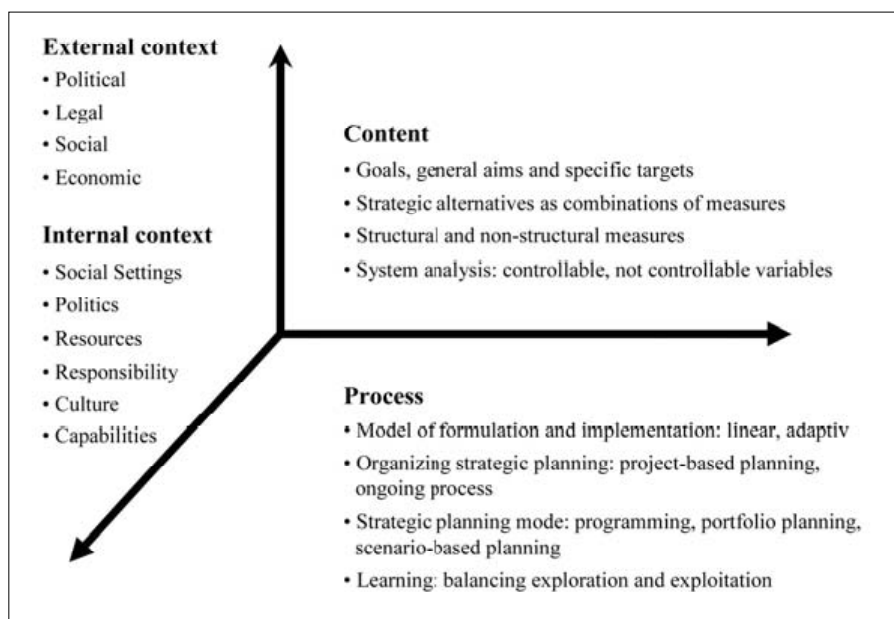 External context
• Political
• Legal
• Social
• Economic
Internal context
• Social Settings
• Politics
• Resources
• Responsibility
• Culture
• Capabilities
Content
• Goals, general aims and specific targets
• Strategic alternatives as combinations of measures
• Structural and non-structural measures
• System analysis: controllable, not controllable variables
Process
• Model of formulation and implementation: linear, adaptiv
• Organizing strategic planning: project-based planning,
ongoing process
• Strategic planning mode: programming, portfolio planning,
scenario-based planning
• Learning: balancing exploration and exploitation